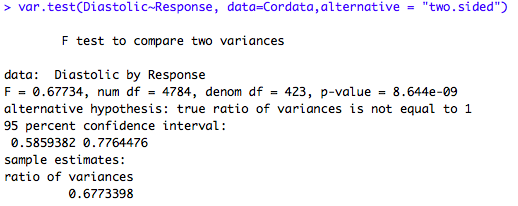 > var.test(Diastolic~Response, data=Cordata,alternative = "two.sided")
F test to compare two variances
data:  Diastolic by Response
F = 0.67734, num df = 4784, denom df = 423, p-value = 8.644e-09
alternative hypothesis: true ratio of variances is not equal to 1
95 percent confidence interval:
0.5859382 0.7764476
sample estimates:
ratio of variances
0.6773398